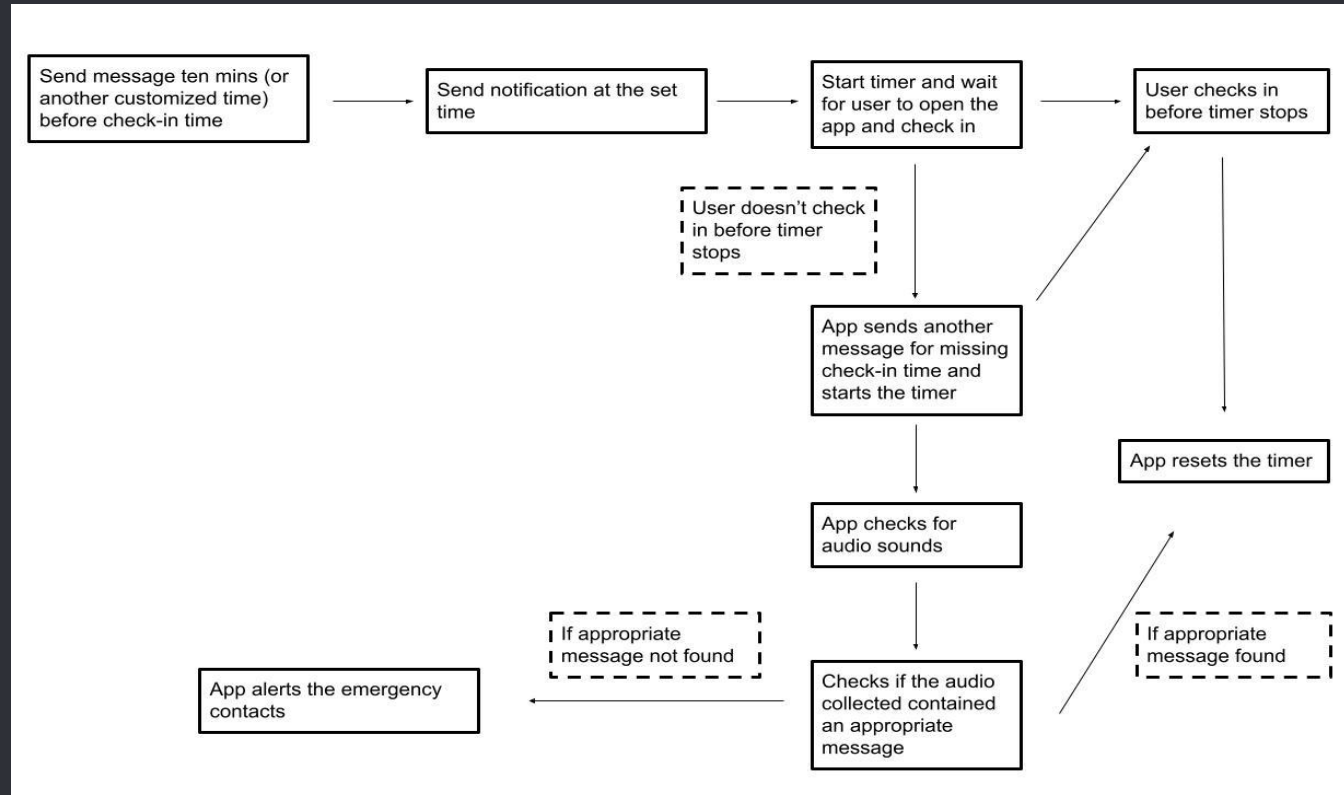 Send message ten mins (or
another customized time)
before check-in time
Send notification at the set
time
Start timer and wait
for user to open the
app and check in
User checks in
before timer stops
User doesn’t check
in before timer
stops
App sends another
message for missing
check-in time and
starts the timer
App resets the timer
App checks for
audio sounds
If appropriate
message not found
If appropriate
message found
App alerts the emergency
contacts
Checks if the audio
collected contained
an appropriate
message